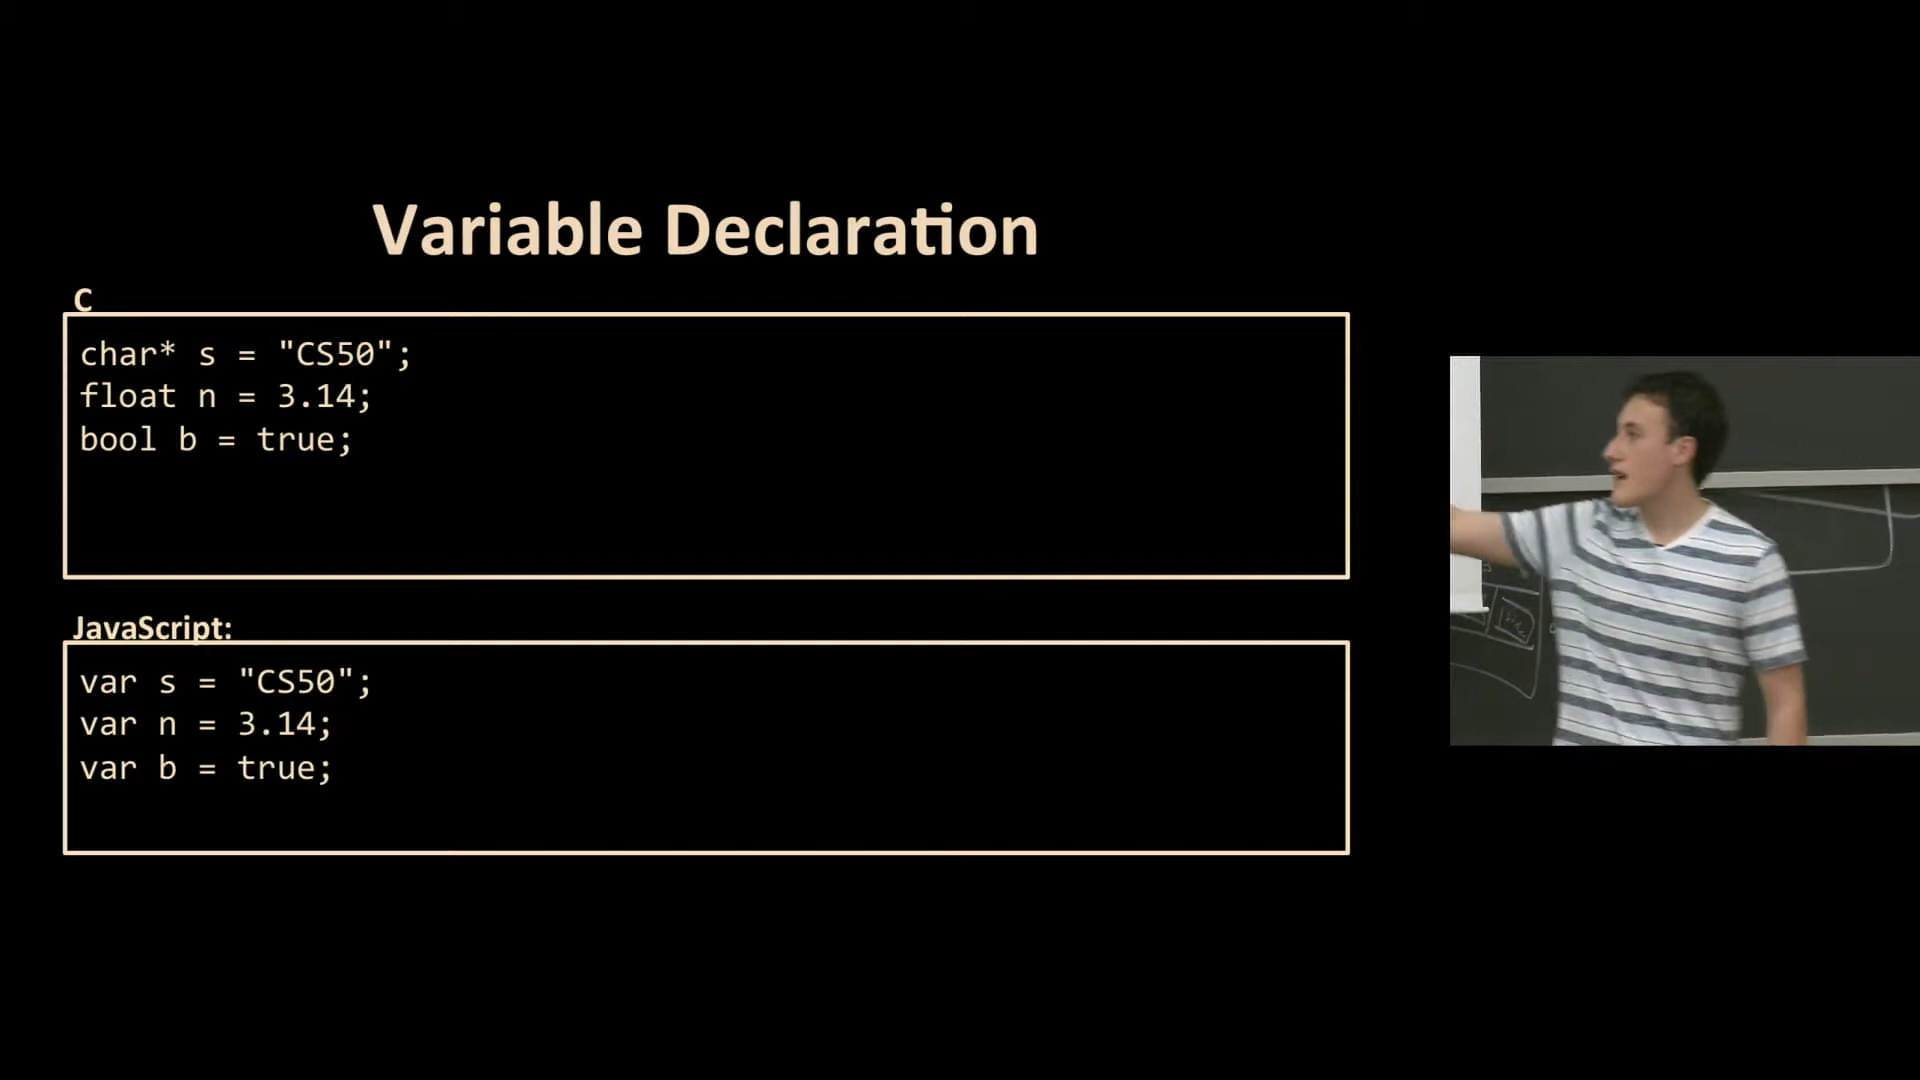 Variable Declaration
C
char* s = "CS50";
float n = 3.14;
bool b = true;
JavaScript:
var s = "CS50";
var n = 3.14;
var b = true;